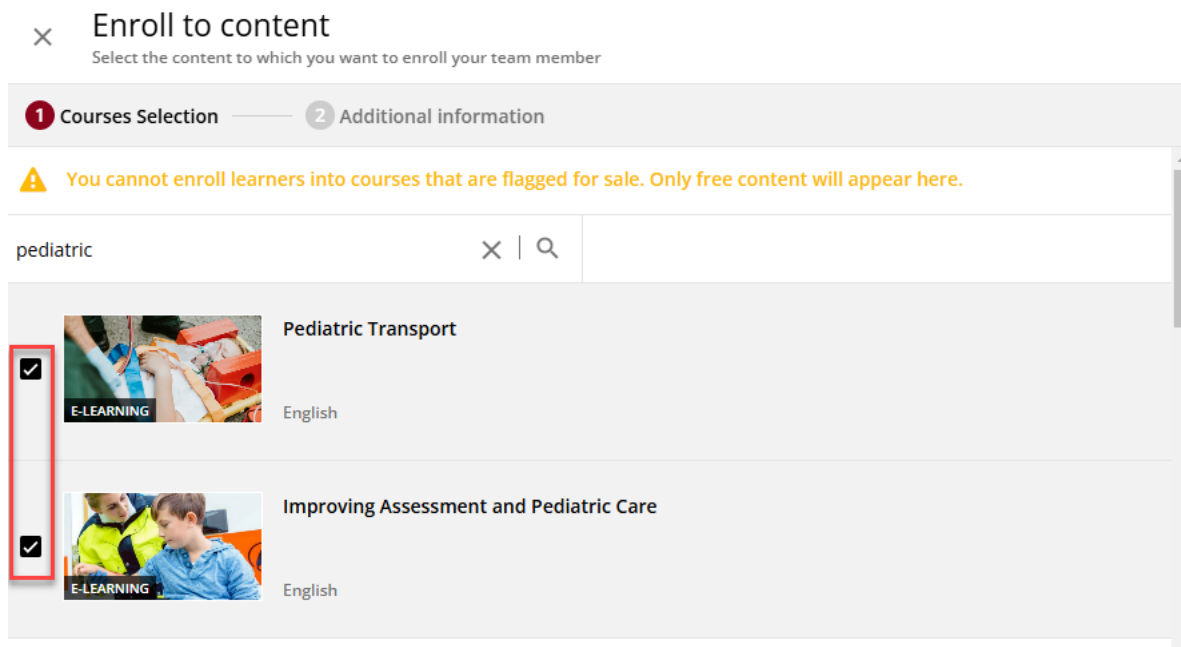 Enroll to content
Select the content to which you want to enroll your team member
1 Courses Selection 2 Additional information
You cannot enroll learners into courses that are flagged for sale. Only free content will appear here.
pediatric
Pediatric Transport
E-LEARNING
English
Improving Assessment and Pediatric Care
E-LEARNING
English